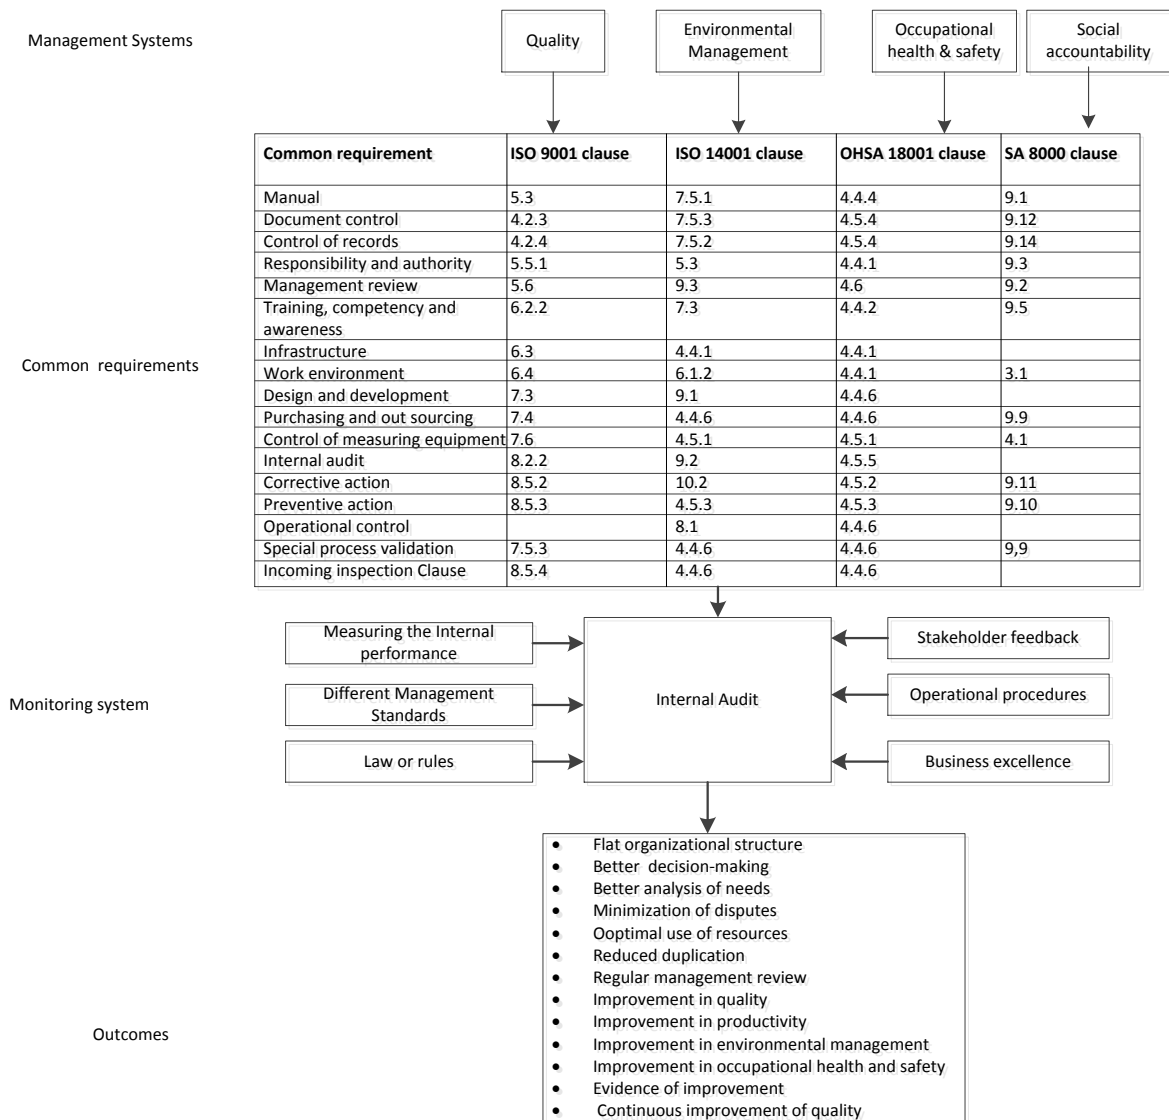 Management Systems
Quality
Environmental
Management
Occupational
health & safety
Social
accountability
Common requirement ISO 9001 clause ISO 14001 clause OHSA 18001 clause SA 8000 clause
Manual 5.3 7.5.1 4.4.4 9.1
Document control 4.2.3 7.5.3 4.5.4 9.12
Control of records 4.2.4 7.5.2 4.5.4 9.14
Responsibility and authority 5.5.1 5.3 4.4.1 9.3
Management review 5.6 9.3 4.6 9.2
Training, competency and 6.2.2 7.3 4.4.2 9.5
awareness
Common requirements
Infrastructure 6.3 4.4.1 4.4.1
Work environment 6.4 6.1.2 4.4.1 3.1
Design and development 7.3 9.1 4.4.6
Purchasing and out sourcing 7.4 4.4.6 4.4.6 9.9
Control of measuring equipment 7.6 4.5.1 4.5.1 4.1
Internal audit 8.2.2 9.2 4.5.5
Corrective action 8.5.2 10.2 4.5.2 9.11
Preventive action 8.5.3 4.5.3 4.5.3 9.10
Operational control 8.1 4.4.6
Special process validation 7.5.3 4.4.6 4.4.6 9,9
Incoming inspection Clause 8.5.4 4.4.6 4.4.6
Monitoring system
Measuring the Internal
performance
Different Management
Standards
Law or rules
Internal Audit
Stakeholder feedback
Operational procedures
Business excellence
Outcomes
• Flat organizational structure
• Better decision-making
• Better analysis of needs
• Minimization of disputes
• Ooptimal use of resources
• Reduced duplication
• Regular management review
• Improvement in quality
• Improvement in productivity
• Improvement in environmental management
• Improvement in occupational health and safety
• Evidence of improvement
• Continuous improvement of quality